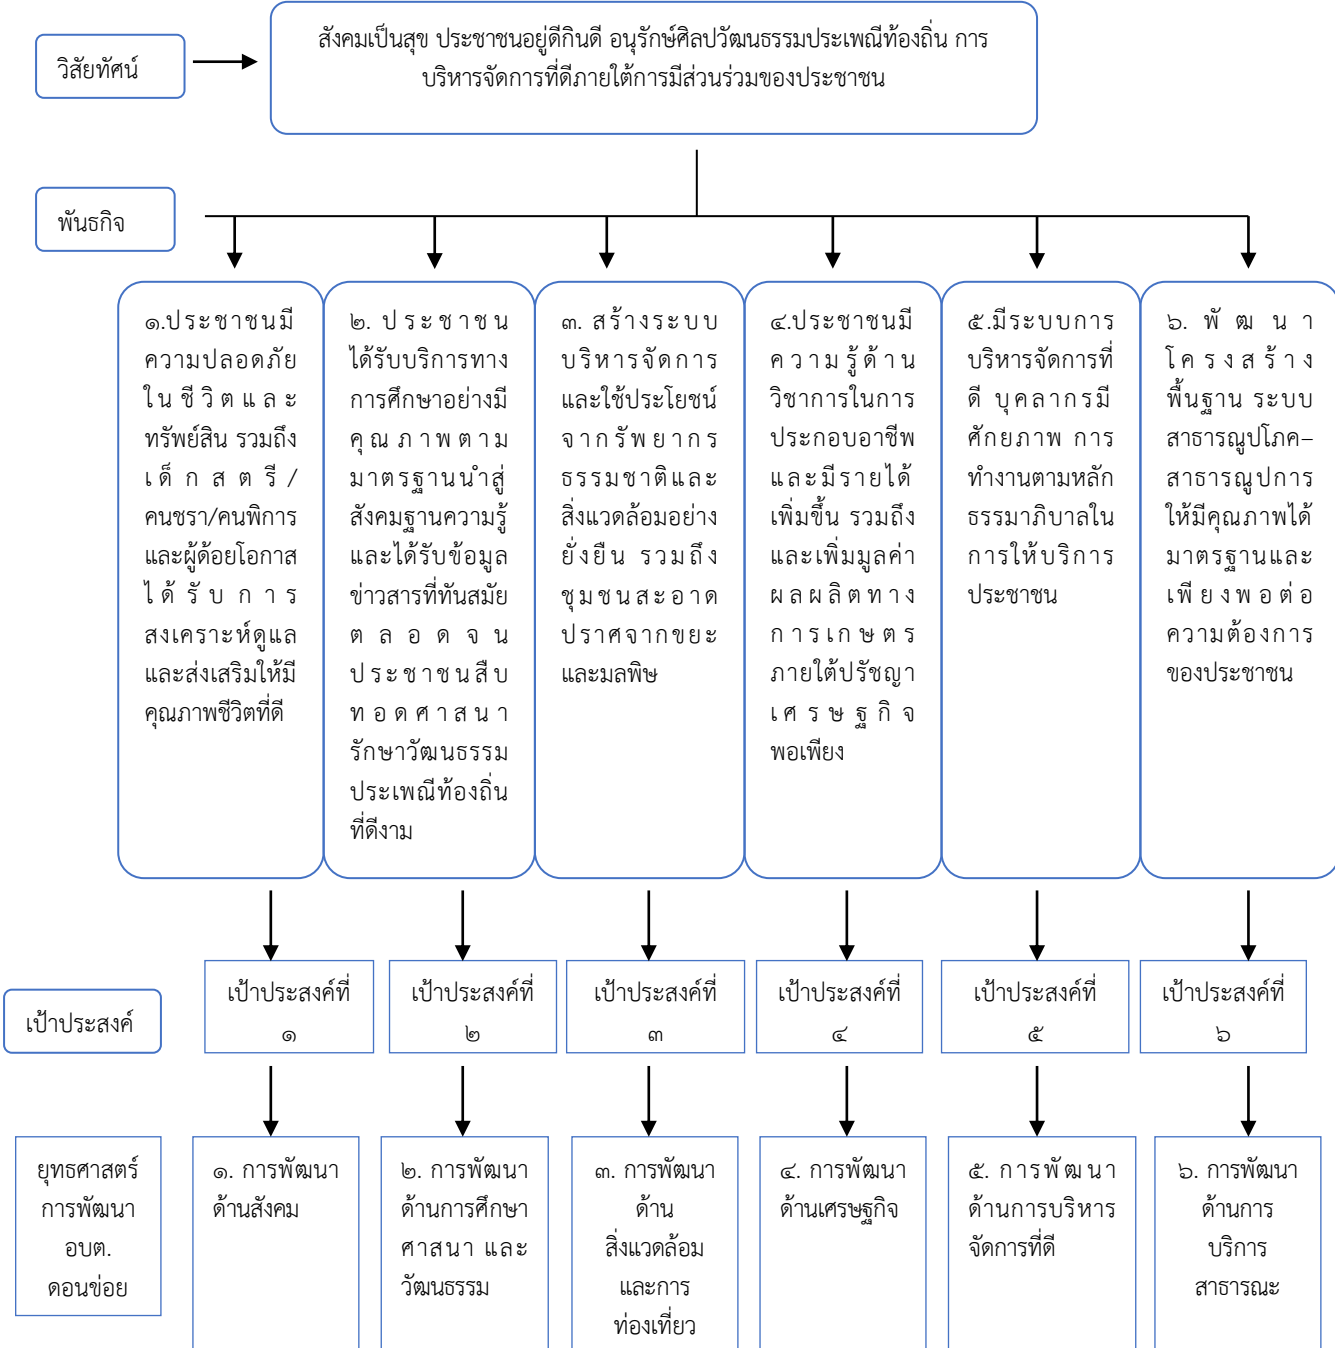 วิสัยทัศน์
สังคมเป็นสุข ประชาชนอยู่ดีกินดี อนุรักษ์ศิลปวัฒนธรรมประเพณีท้องถิ่น การ
บริหารจัดการที่ดีภายใต้การมีส่วนร่วมของประชาชน
พันธกิจ
๑.ประชาชนมี
ความปลอดภัย
ในชีวิตและ
ทรัพย์สิน รวมถึง
เด็กสตรี/
คนชรา/คนพิการ
และผู้ด้อยโอกาส
ได้รับการ
สงเคราะห์ดูแล
และส่งเสริมให้มี
คุณภาพชีวิตที่ดี
๒. ประชาชน
ได้รับบริการทาง
การศึกษาอย่างมี
คุณภาพตาม
มาตรฐานนำสู่
สังคมฐานความรู้
และได้รับข้อมูล
ข่าวสารที่ทันสมัย
ตลอดจน
ประชาชนสืบ
ทอดศาสนา
รักษาวัฒนธรรม
ประเพณีท้องถิ่น
ที่ดีงาม
๓. สร้างระบบ
บริหารจัดการ
และใช้ประโยชน์
จากรัพยากร
ธรรมชาติและ
สิ่งแวดล้อมอย่าง
ยั่งยืน รวมถึง
ชุมชนสะอาด
ปราศจากขยะ
และมลพิษ
๔.ประชาชนมี
ความรู้ด้าน
วิชาการในการ
ประกอบอาชีพ
และมีรายได้
เพิ่มขึ้น รวมถึง
และเพิ่มมูลค่า
ผลผลิตทาง
การเกษตร
ภายใต้ปรัชญา
เศรษฐกิจ
พอเพียง
๕.มีระบบการ
บริหารจัดการที่
ดี บุคลากรมี
ศักยภาพ การ
ทำงานตามหลัก
ธรรมาภิบาลใน
การให้บริการ
ประชาชน
๖. พัฒนา
โครงสร้าง
พื้นฐาน ระบบ
สาธารณูปโภค–
สาธารณูปการ
ให้มีคุณภาพได้
มาตรฐานและ
เพียงพอต่อ
ความต้องการ
ของประชาชน
เป้าประสงค์
เป้าประสงค์ที่
๑
เป้าประสงค์ที่
๒
เป้าประสงค์ที่
๓
เป้าประสงค์ที่
๔
เป้าประสงค์ที่
๕
เป้าประสงค์ที่
๖
ยุทธศาสตร์
การพัฒนา
อบต.
ดอนข่อย
๑. การพัฒนา
ด้านสังคม
๒. การพัฒนา
ด้านการศึกษา
ศาสนา และ
วัฒนธรรม
๓. การพัฒนา
ด้าน
สิ่งแวดล้อม
และการ
ท่องเที่ยว
๔. การพัฒนา
ด้านเศรษฐกิจ
๕. การพัฒนา
ด้านการบริหาร
จัดการที่ดี
๖. การพัฒนา
ด้านการ
บริการ
สาธารณะ